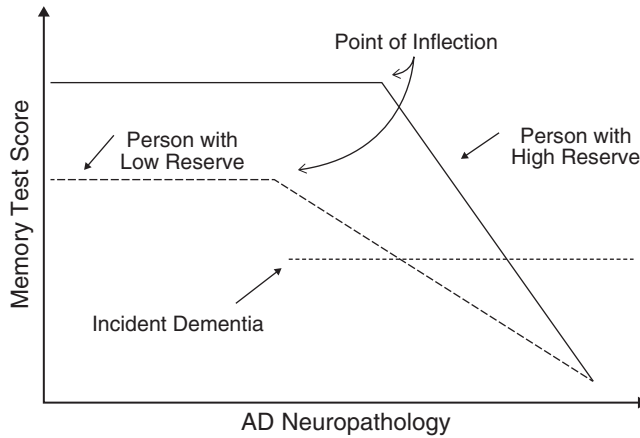 Point of Inflection
Person with
Low Reserve
Person with
High Reserve
Incident Dementia
Memory Test Score
AD Neuropathology